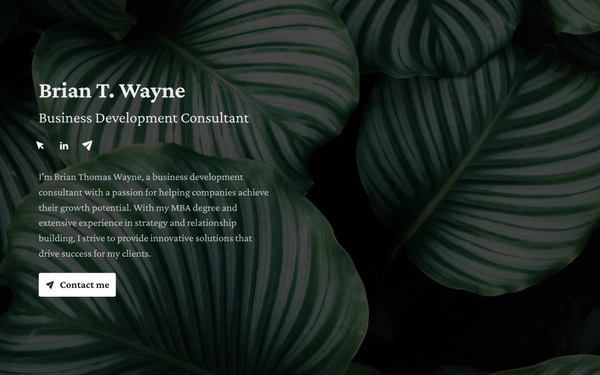 Brian T. Wayne
Business Development Consultant
in
I'm Brian Thomas Wayne, a business development
consultant with a passion for helping companies achieve
their growth potential. With my MBA degree and
extensive experience in strategy and relationship
building, I strive to provide innovative solutions that
drive success for my clients.
Contact me